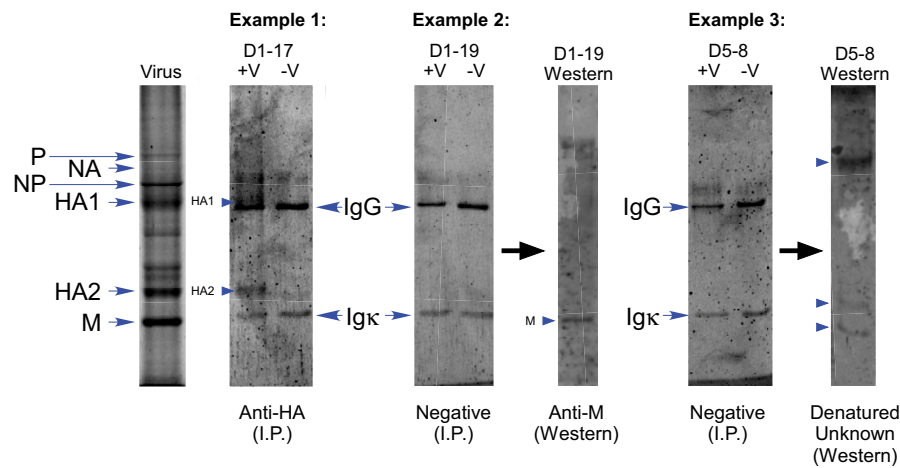 Example 1:
Example 2:
Example 3:
Virus
D1-17
+V -V
D1-19
+V -V
D1-19
Western
D5-8
+V -V
D5-8
Western
P
NA
NP
HA1
HA2
M
HA1
HA2
IgG
Igκ
M
IgG
Igκ
Anti-HA
(I.P.)
Negative
(I.P.)
Anti-M
(Western)
Negative
(I.P.)
Denatured
Unknown
(Western)